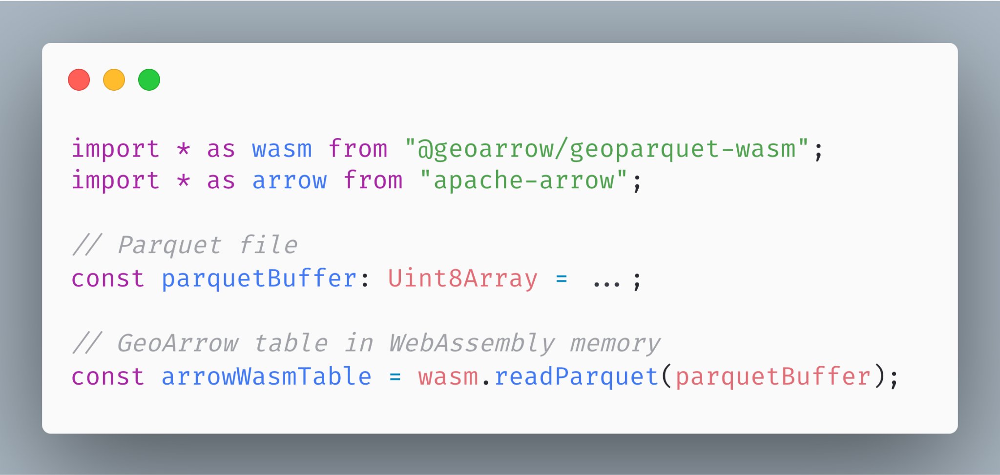 import * as wasm from "@geoarrow/geoparquet-wasm";
import * as arrow from "apache-arrow";
// Parquet file
const parquetBuffer: Uint8Array = ...;
// GeoArrow table in WebAssembly memory
const arrowWasmTable = wasm.readParquet(parquetBuffer);